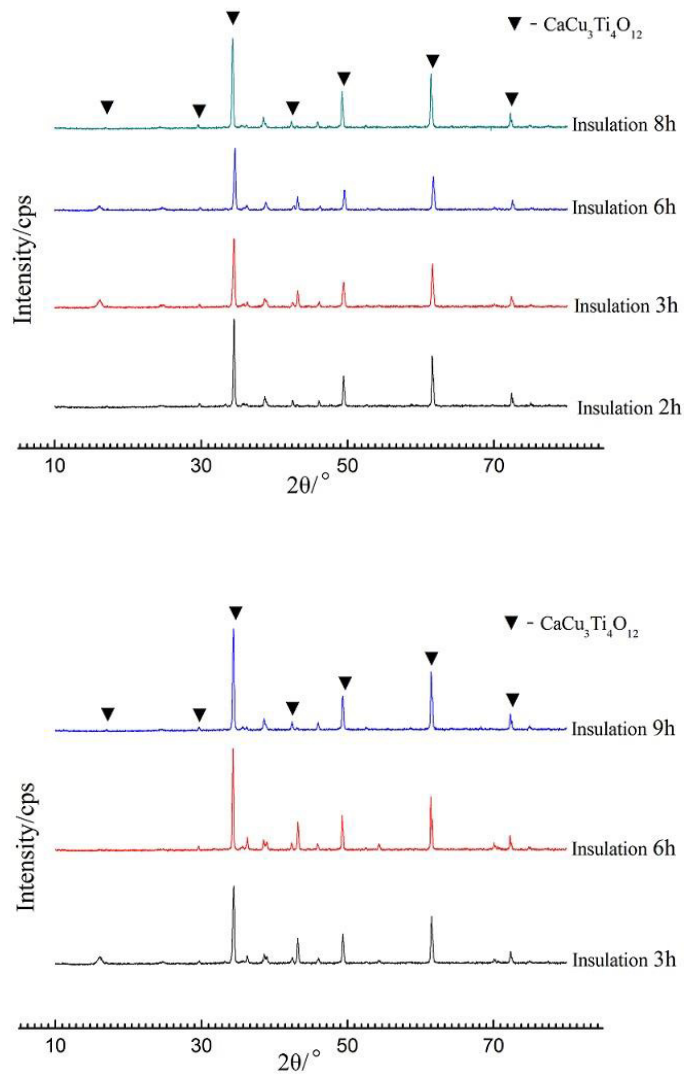 ▼ - CaCu₃Ti₄O₁₂
Insulation 8h
Insulation 6h
Insulation 3h
Insulation 2h
Intensity/cps
10 30 50 70
2θ/°
▼ - CaCu₃Ti₄O₁₂
Insulation 9h
Insulation 6h
Insulation 3h
Intensity/cps
10 30 50 70
2θ/°